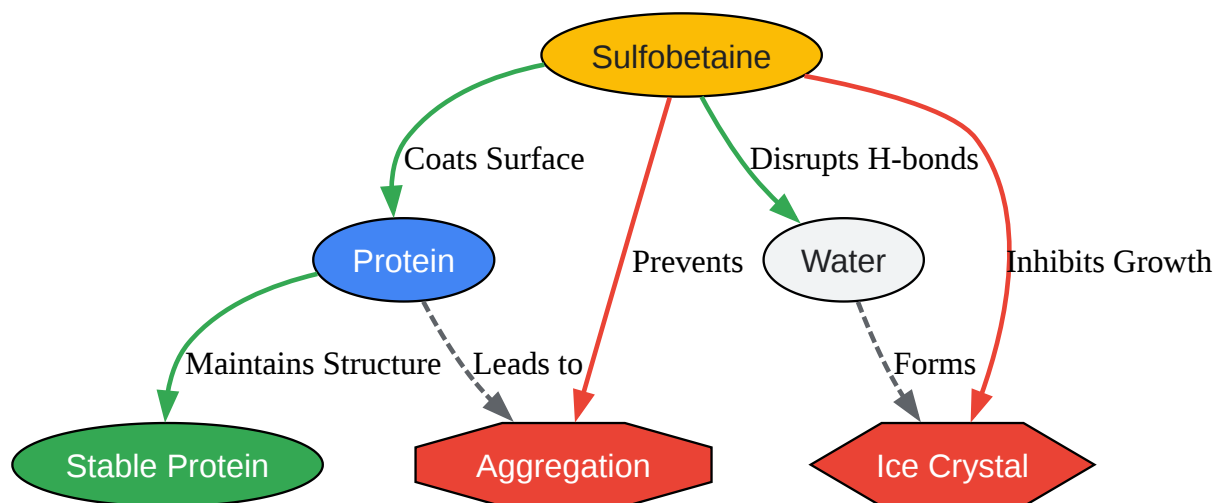 Sulfobetaine
Coats Surface
Disrupts H-bonds
Protein
Prevents
Water
Inhibits Growth
Maintains Structure
Leads to
Forms
Stable Protein
Aggregation
Ice Crystal